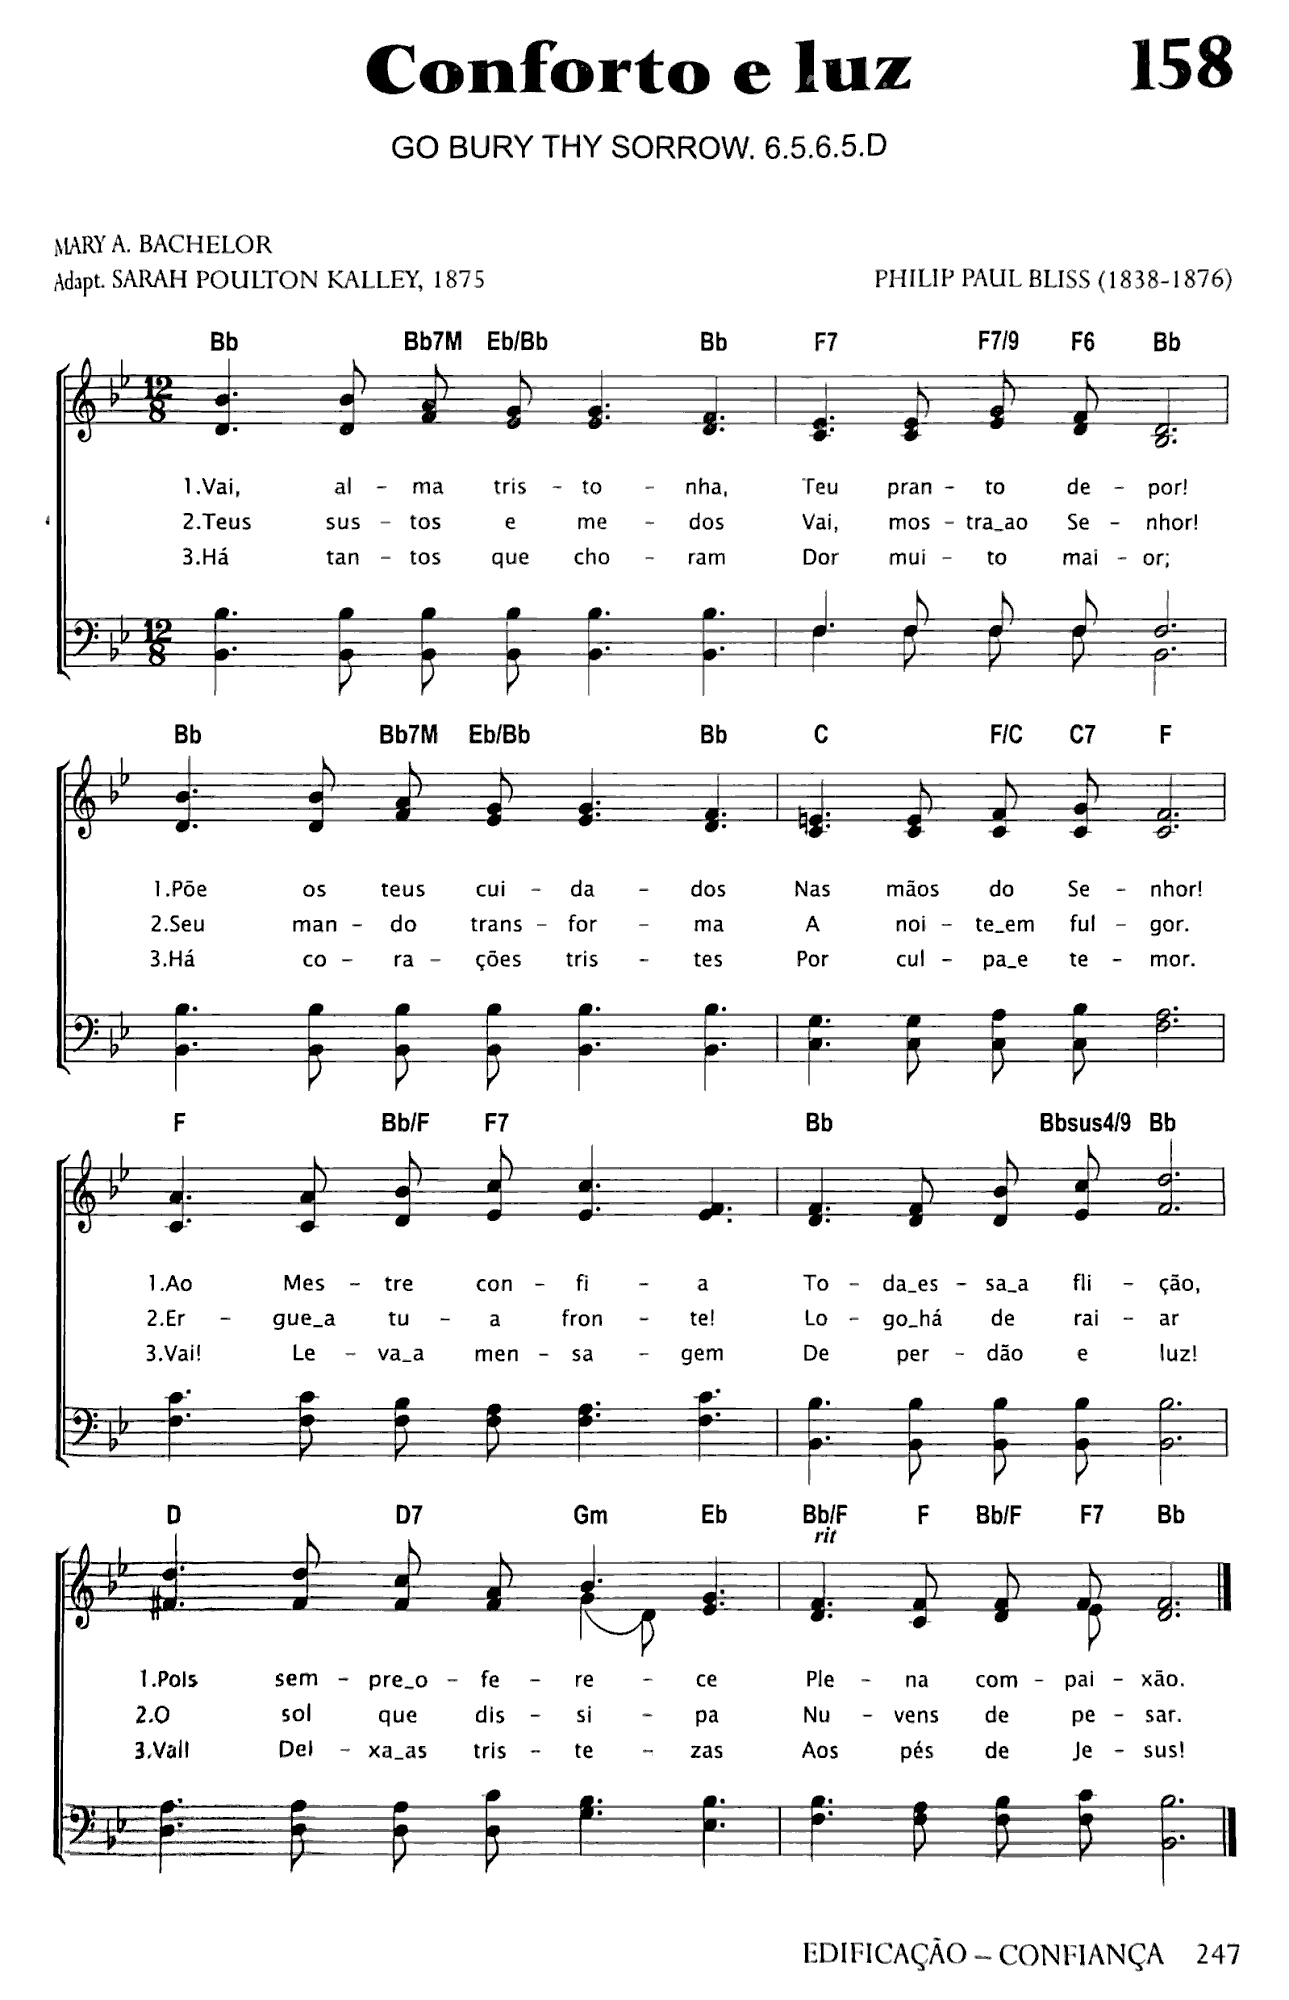 Conforto e luz 158
GO BURY THY SORROW. 6.5.6.5.D
MARY A. BACHELOR
Adapt. SARAH POULTON KALLEY, 1875 PHILIP PAUL BLISS (1838-1876)
Bb Bb7M Eb/Bb Bb F7 F7/9 F6 Bb
12 8
1.Vai, al - ma tris - to - nha, Teu pran - to de - por!
2.Teus sus - tos e me - dos Vai, mos - tra_ao Se - nhor!
3.Há tan - tos que cho - ram Dor mui - to mai - or;
12 8
Bb Bb7M Eb/Bb Bb C F/C C7 F
1.Põe os teus cui - da - dos Nas mãos do Se - nhor!
2.Seu man - do trans - for - ma A noi - te_em ful - gor.
3.Há co - ra - ções tris - tes Por cul - pa_e te - mor.
F Bb/F F7 Bb Bbsus4/9 Bb
1.Ao Mes - tre con - fi - a To - da_es - sa_a fli - ção,
2.Er - gue_a tu - a fron - te! Lo - go_há de rai - ar
3.Vai! Le - va_a men - sa - gem De per - dão e luz!
D D7 Gm Eb Bb/F F Bb/F F7 Bb
rit
1.Pois sem - pre_o - fe - re - ce Ple - na com - pai - xão.
2.O sol que dis - si - pa Nu - vens de pe - sar.
3.Vai! Dei - xa_as tris - te - zas Aos pés de Je - sus!
EDIFICAÇÃO – CONFIANÇA 247